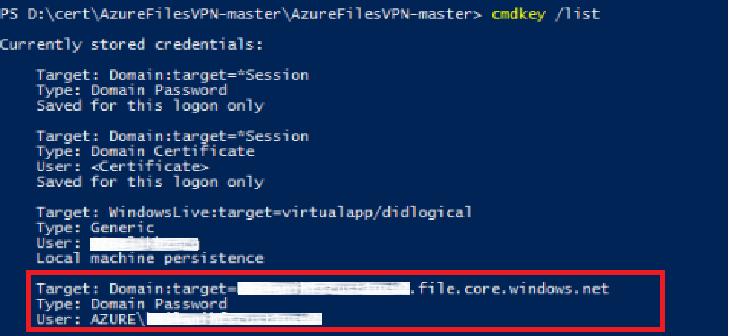 PS D:\cert\AzureFilesVPN-master\AzureFilesVPN-master> cmdkey /list
Currently stored credentials:
Target: Domain:target=*Session
Type: Domain Password
Saved for this logon only
Target: Domain:target=*Session
Type: Domain Certificate
User: <Certificate>
Saved for this logon only
Target: WindowsLive:target=virtualapp/didlogical
Type: Generic
User:
Local machine persistence
Target: Domain:target= .file.core.windows.net
Type: Domain Password
User: AZURE\